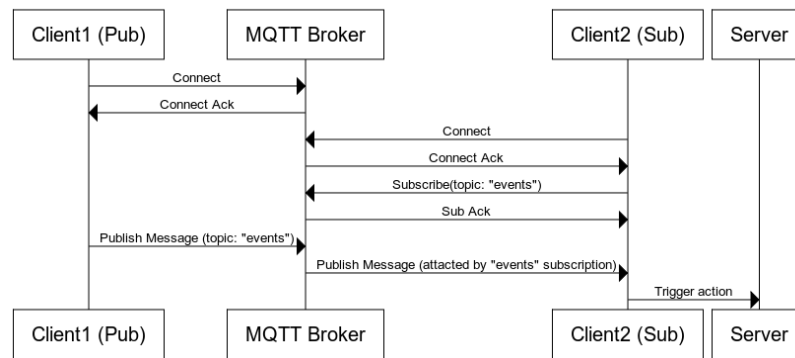 Client1 (Pub)
MQTT Broker
Client2 (Sub)
Server
Connect
Connect Ack
Connect
Connect Ack
Subscribe(topic: "events")
Sub Ack
Publish Message (topic: "events")
Publish Message (attacted by "events" subscription)
Trigger action
Client1 (Pub)
MQTT Broker
Client2 (Sub)
Server